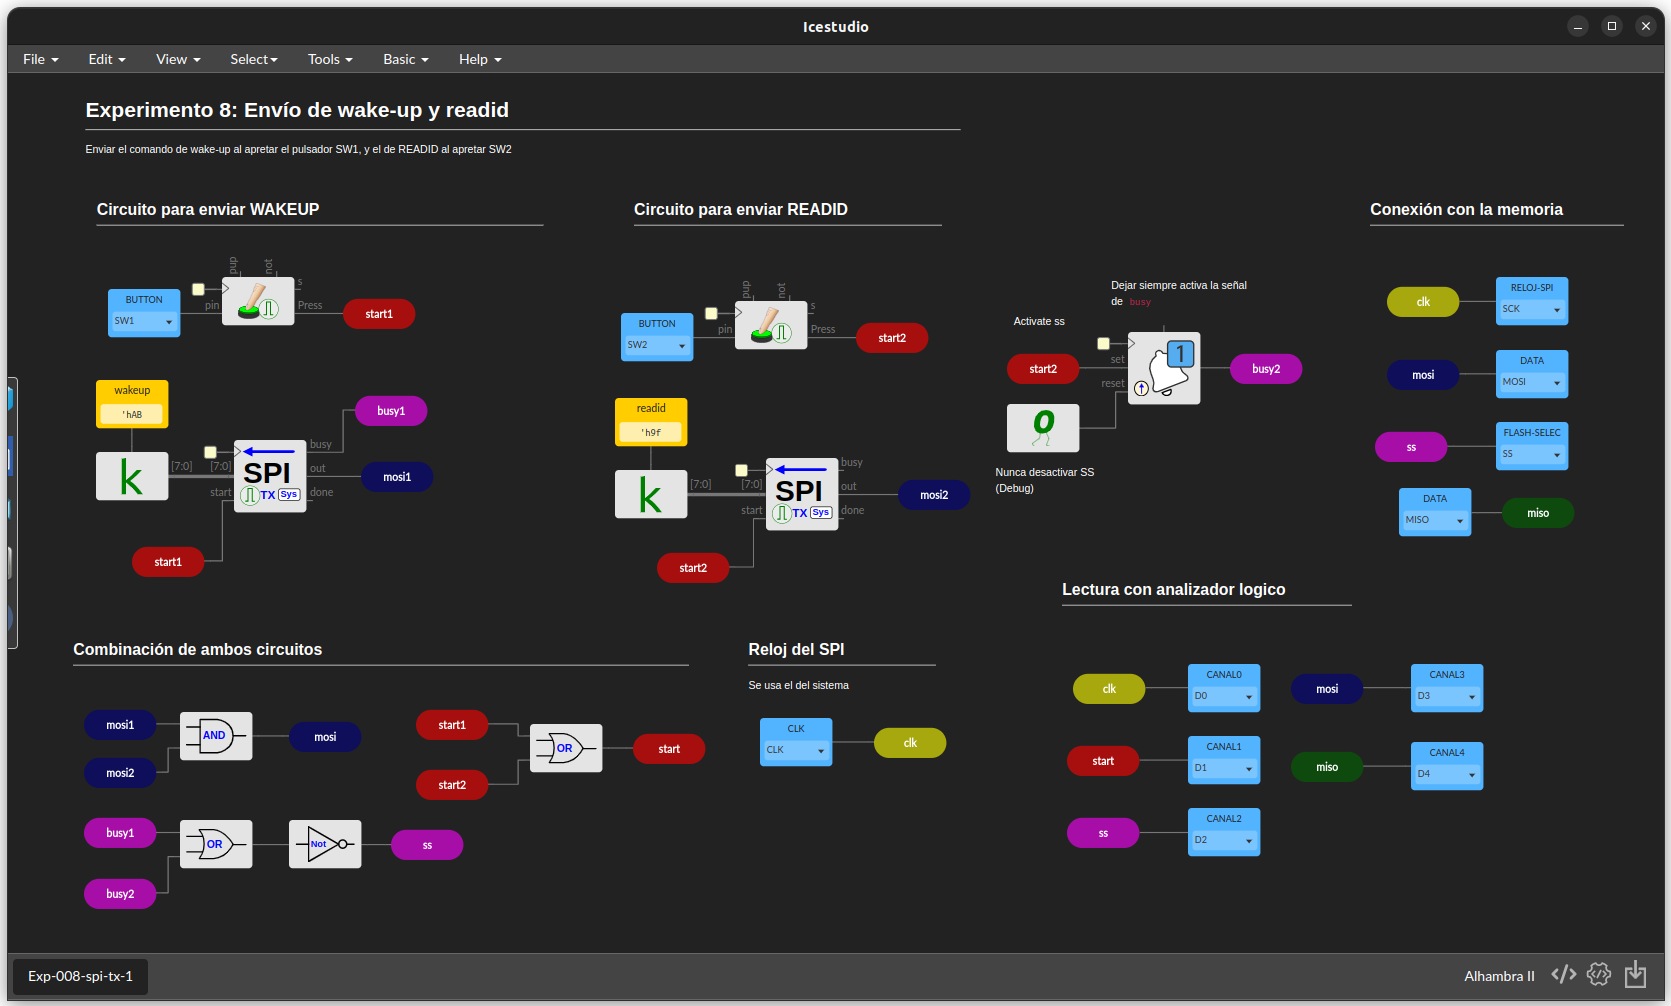 Icestudio
File Edit View Select Tools Basic Help
Experimento 8: Envío de wake-up y readid
Enviar el comando de wake-up al apretar el pulsador SW1, y el de READID al apretar SW2
Circuito para enviar WAKEUP
pup not
s
BUTTON
SW1
pin
Press
start1
wakeup
'hAB
k
[7:0]
[7:0]
start
SPI
TX Sys
busy
out
done
busy1
mosi1
start1
Circuito para enviar READID
pup not
s
BUTTON
SW2
pin
Press
start2
readid
'h9f
k
[7:0]
[7:0]
start
SPI
TX Sys
busy
out
done
mosi2
start2
Dejar siempre activa la señal
de busy
Activate ss
start2
set
reset
1
busy2
0
Nunca desactivar SS
(Debug)
Conexión con la memoria
clk
RELOJ-SPI
SCK
mosi
DATA
MOSI
ss
FLASH-SELEC
SS
DATA
MISO
miso
Combinación de ambos circuitos
mosi1
mosi2
AND
mosi
start1
start2
OR
start
busy1
busy2
OR
Not
ss
Reloj del SPI
Se usa el del sistema
CLK
CLK
clk
Lectura con analizador logico
clk
CANAL0
D0
mosi
CANAL3
D3
start
CANAL1
D1
miso
CANAL4
D4
ss
CANAL2
D2
Exp-008-spi-tx-1
Alhambra II